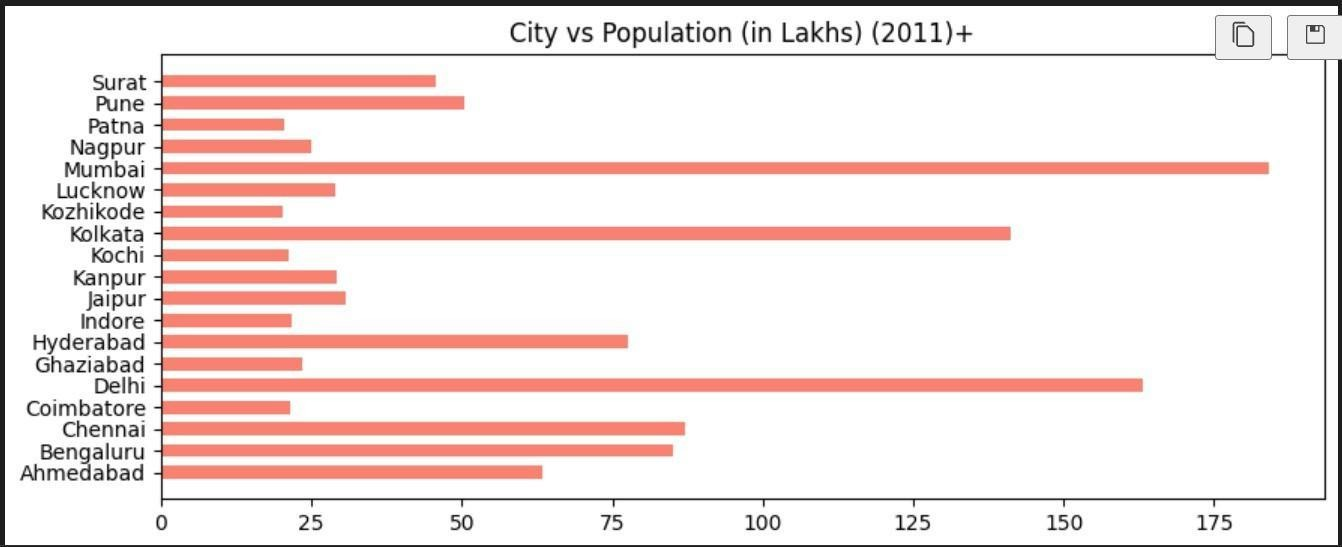 City vs Population (in Lakhs) (2011)+
Surat
Pune
Patna
Nagpur
Mumbai
Lucknow
Kozhikode
Kolkata
Kochi
Kanpur
Jaipur
Indore
Hyderabad
Ghaziabad
Delhi
Coimbatore
Chennai
Bengaluru
Ahmedabad
0 25 50 75 100 125 150 175